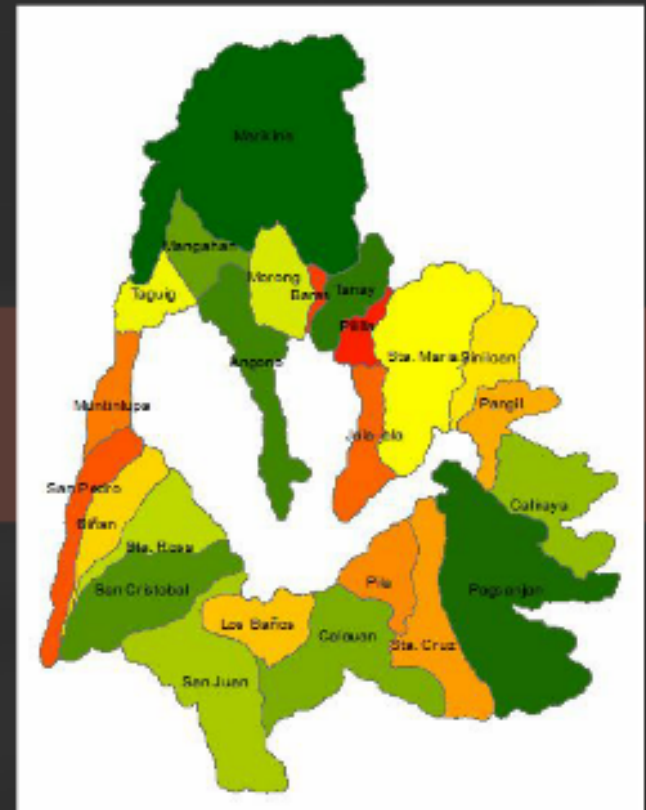 Marikina
Mangahan
Morong
Taguig
Baras
Tanay
Pililla
Sta. Maria
Siniloan
Angono
Muntinlupa
Pangil
Jala-jala
San Pedro
Biñan
Caliraya
Sta. Rosa
San Cristobal
Pila
Pagsanjan
Los Baños
Calauan
Sta. Cruz
San Juan